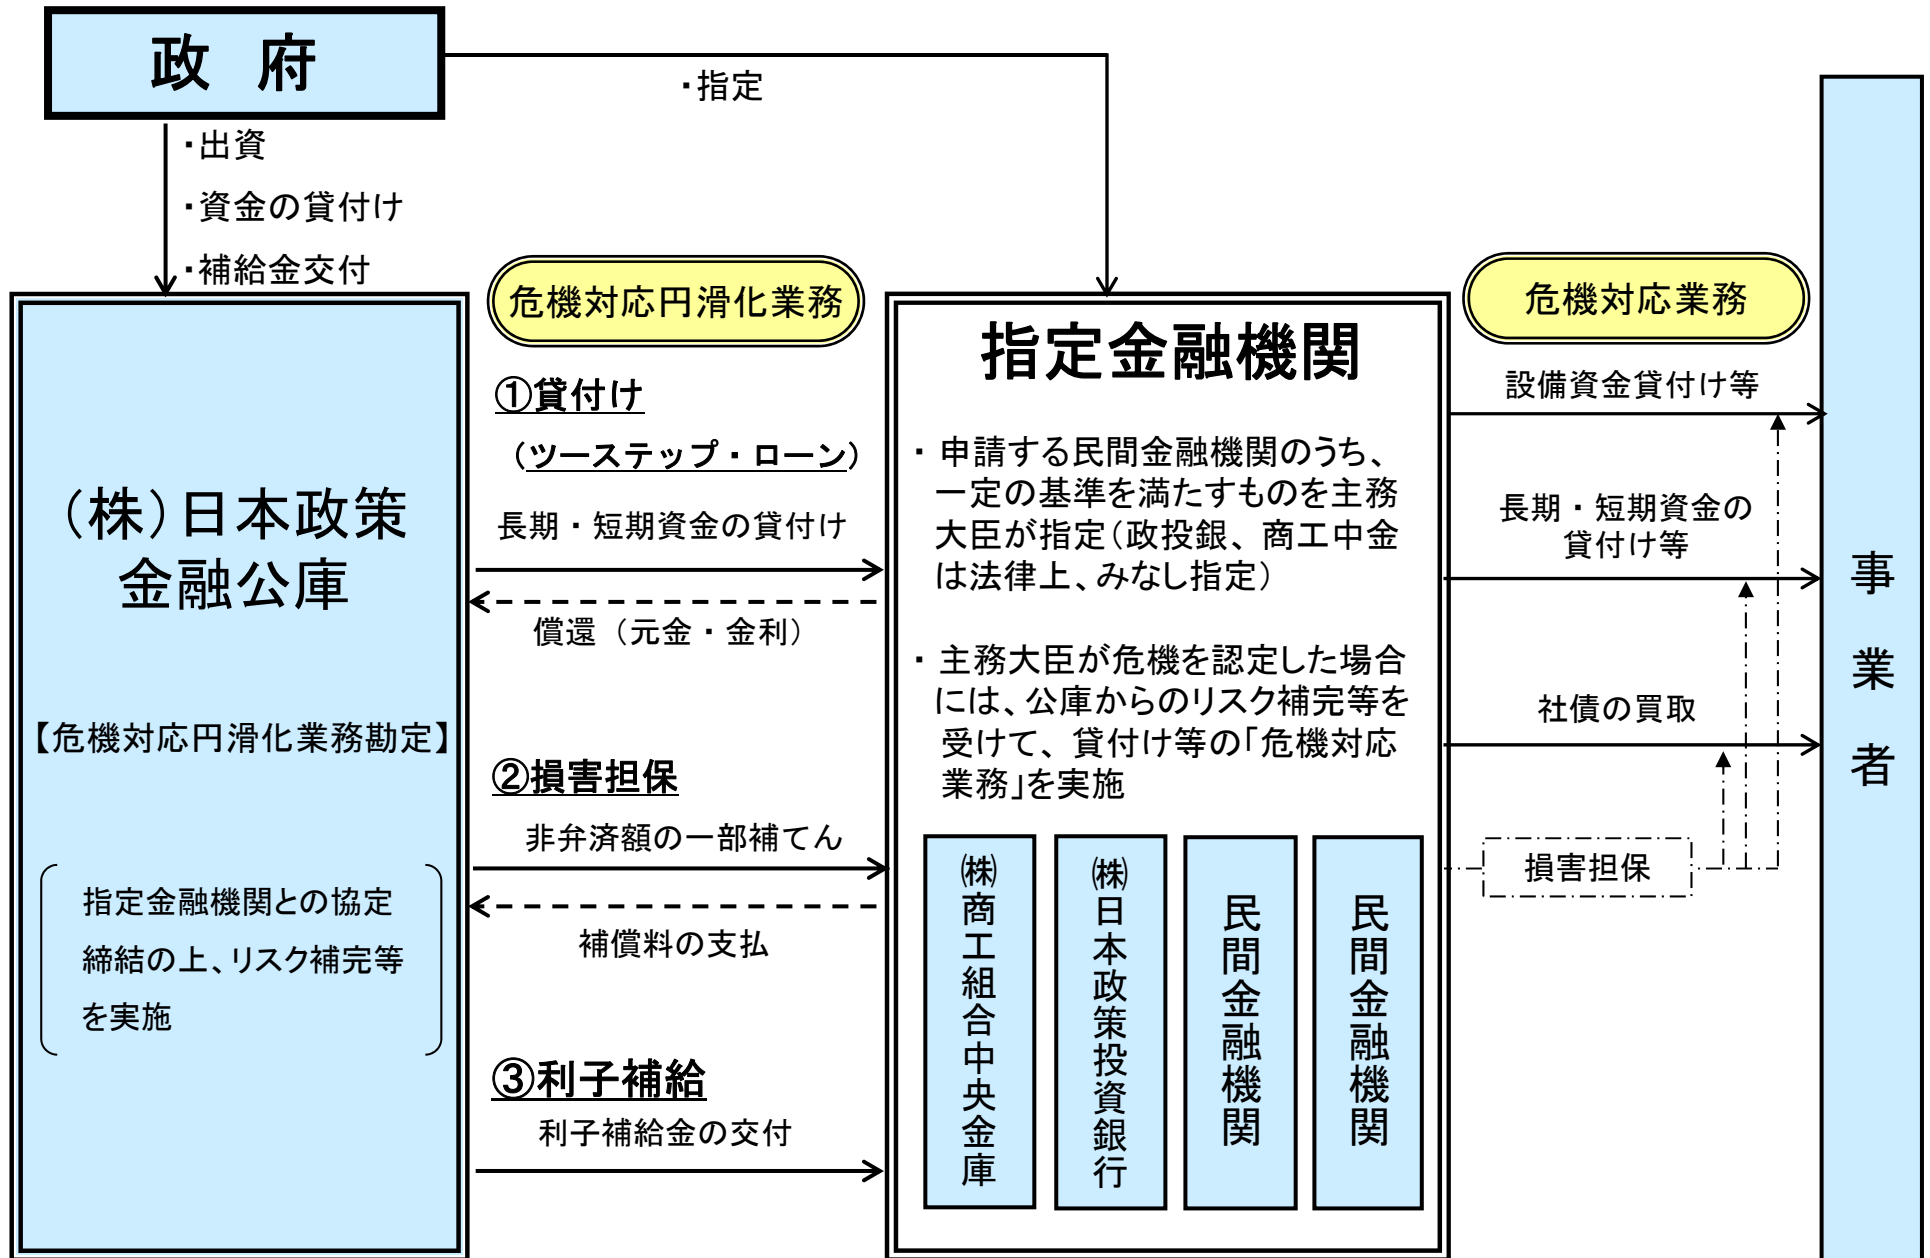 政 府
・指定
・出資
・資金の貸付け
・補給金交付
(株)日本政策
金融公庫
【危機対応円滑化業務勘定】
指定金融機関との協定
締結の上、リスク補完等
を実施
危機対応円滑化業務
①貸付け
(ツーステップ・ローン)
長期・短期資金の貸付け
償還(元金・金利)
②損害担保
非弁済額の一部補てん
補償料の支払
③利子補給
利子補給金の交付
指定金融機関
・ 申請する民間金融機関のうち、
一定の基準を満たすものを主務
大臣が指定(政投銀、商工中金
は法律上、みなし指定)
・ 主務大臣が危機を認定した場合
には、公庫からのリスク補完等を
受けて、貸付け等の「危機対応
業務」を実施
㈱商工組合中央金庫
㈱日本政策投資銀行
民間金融機関
民間金融機関
危機対応業務
設備資金貸付け等
長期・短期資金の
貸付け等
社債の買取
損害担保
事業者